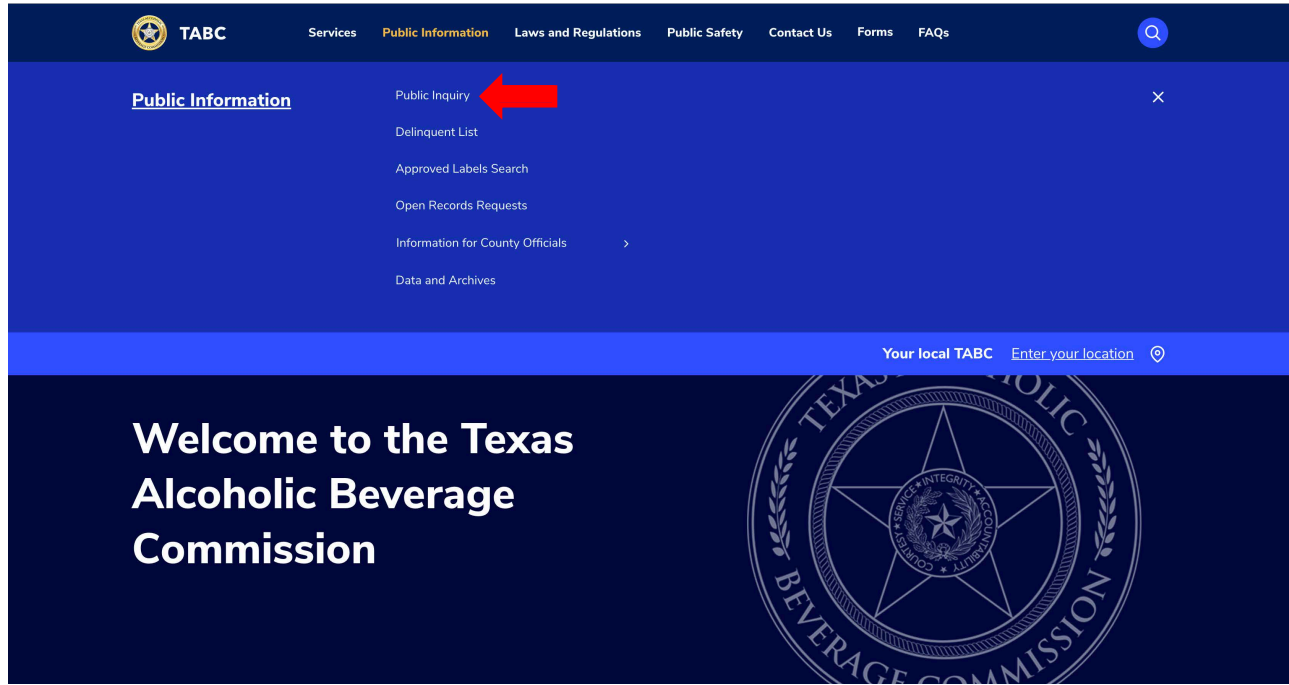 TABC
Services Public Information Laws and Regulations Public Safety Contact Us Forms FAQs
Public Information
Public Inquiry
Delinquent List
Approved Labels Search
Open Records Requests
Information for County Officials
Data and Archives
Your local TABC Enter your location
Welcome to the Texas
Alcoholic Beverage
Commission
TEXAS ALCOHOLIC
BEVERAGE COMMISSION
COURTESY ★ SERVICE ★ INTEGRITY ★ ACCOUNTABILITY ★